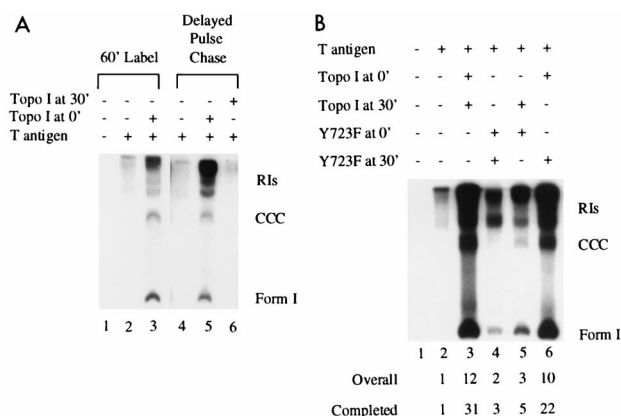 A
Delayed
Pulse
60' Label Chase
Topo I at 30' - - - - - +
Topo I at 0' - - + - + -
T antigen - + + + + +
RIs
CCC
Form I
1 2 3 4 5 6
B
T antigen - + + + + +
Topo I at 0' - - + - - +
Topo I at 30' - - + - + -
Y723F at 0' - - - + + -
Y723F at 30' - - - + - +
RIs
CCC
Form I
1 2 3 4 5 6
Overall 1 12 2 3 10
Completed 1 31 3 5 22